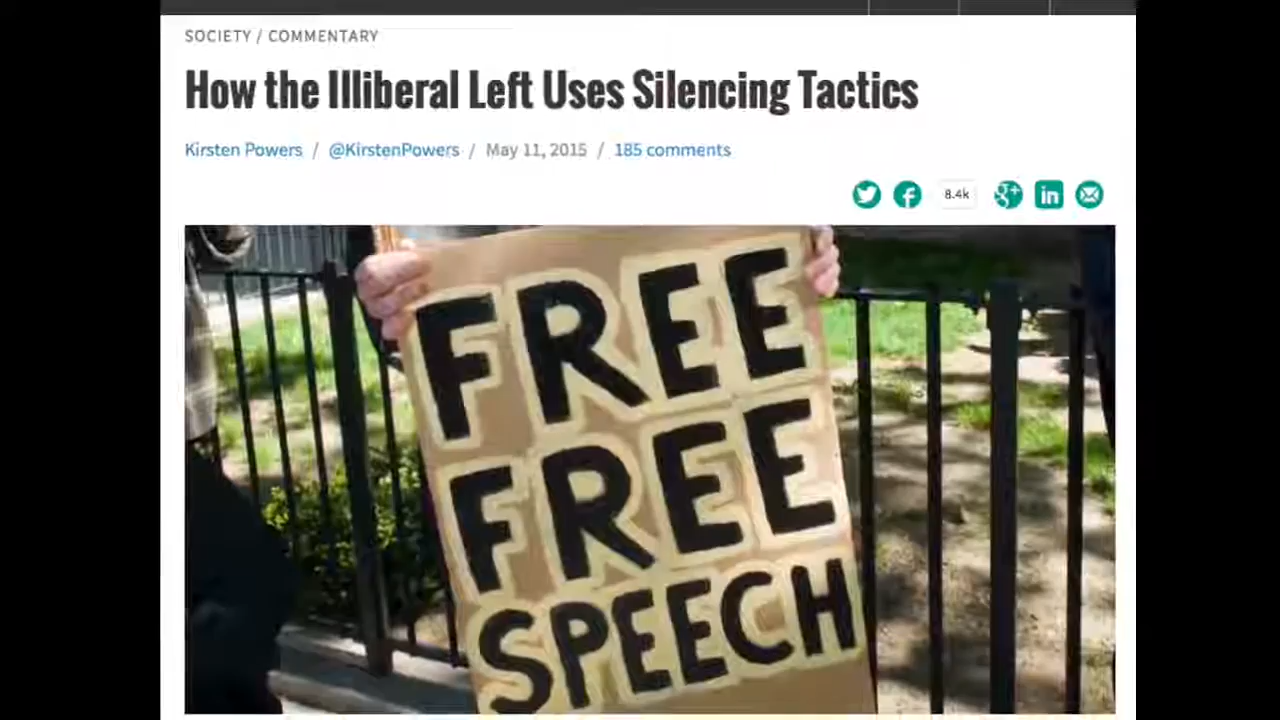 SOCIETY / COMMENTARY
How the Illiberal Left Uses Silencing Tactics
Kirsten Powers / @KirstenPowers / May 11, 2015 / 185 comments
8.4k g+ in
FREE
FREE
SPEECH